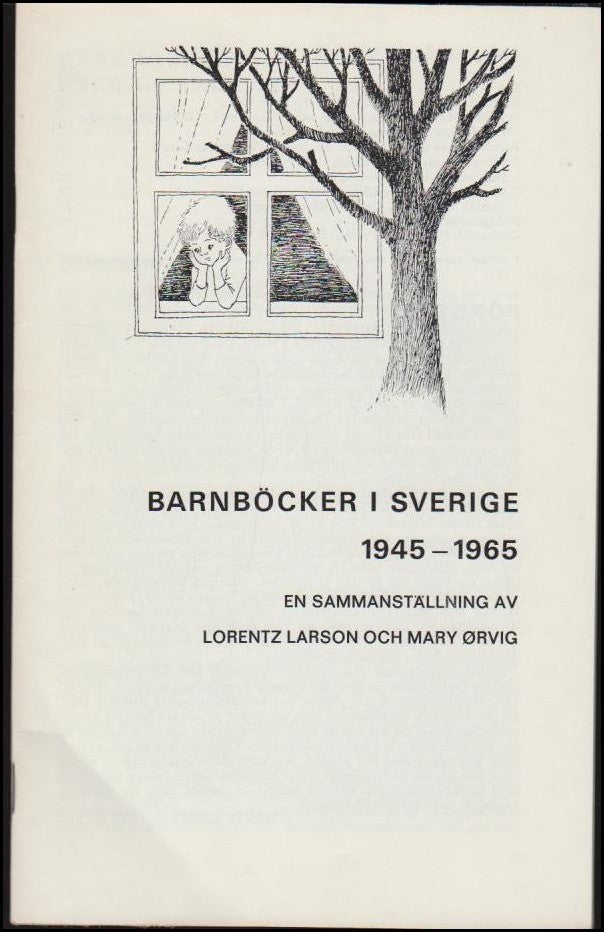 BARNBÖCKER I SVERIGE
1945 – 1965
EN SAMMANSTÄLLNING AV
LORENTZ LARSON OCH MARY ØRVIG